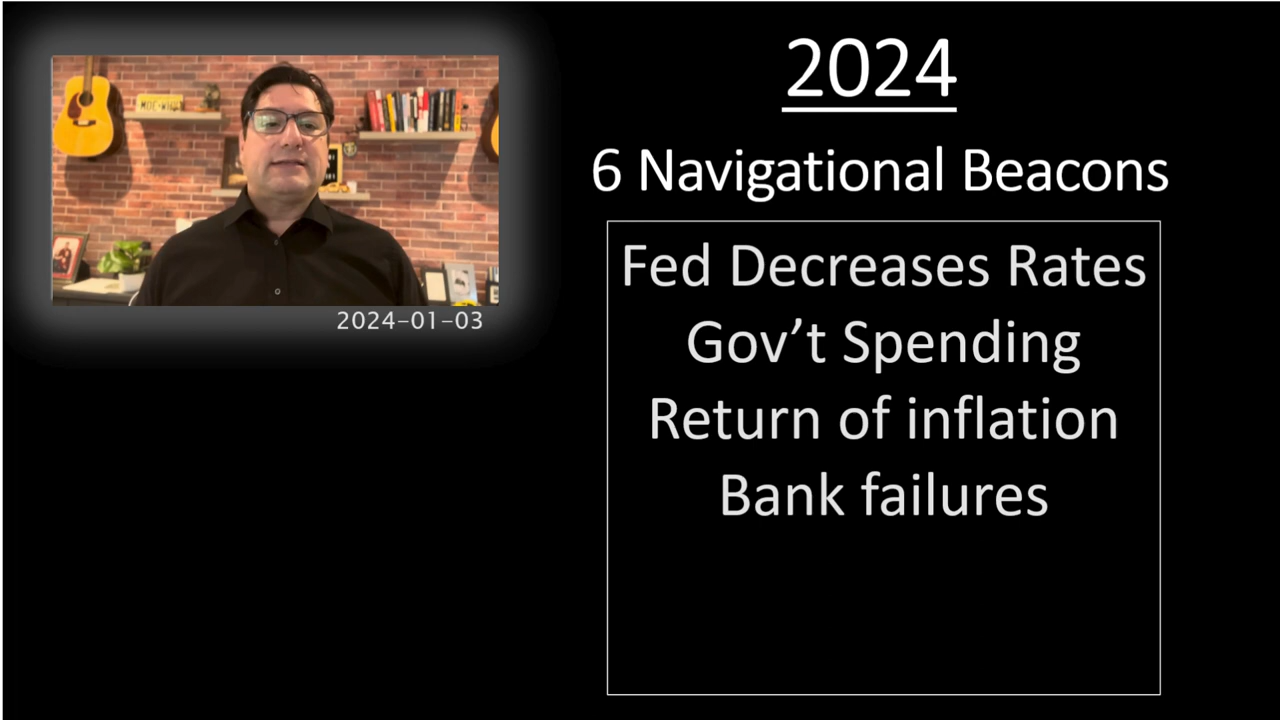 2024
6 Navigational Beacons
Fed Decreases Rates
Gov’t Spending
Return of inflation
Bank failures
2024-01-03